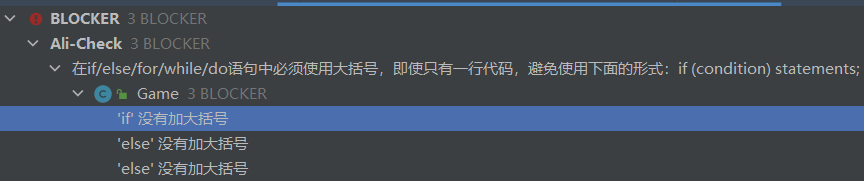 BLOCKER 3 BLOCKER
Ali-Check 3 BLOCKER
在if/else/for/while/do语句中必须使用大括号，即使只有一行代码，避免使用下面的形式：if (condition) statements;
C Game 3 BLOCKER
'if' 没有加大括号
'else' 没有加大括号
'else' 没有加大括号